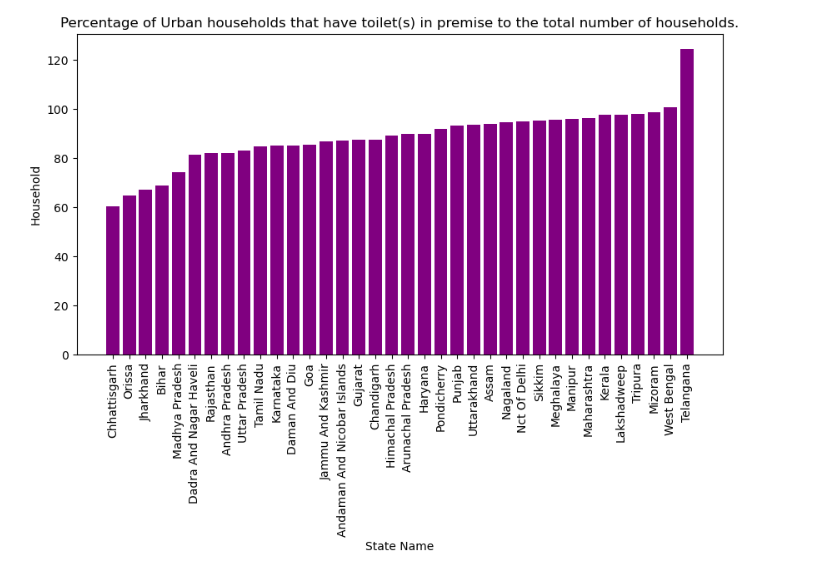 Percentage of Urban households that have toilet(s) in premise to the total number of households.
120
100
80
60
40
20
0
Household
Chhattisgarh
Orissa
Jharkhand
Bihar
Madhya Pradesh
Dadra And Nagar Haveli
Rajasthan
Andhra Pradesh
Uttar Pradesh
Tamil Nadu
Karnataka
Daman And Diu
Goa
Jammu And Kashmir
Andaman And Nicobar Islands
Gujarat
Chandigarh
Himachal Pradesh
Arunachal Pradesh
Haryana
Pondicherry
Punjab
Uttarakhand
Assam
Nagaland
Nct Of Delhi
Sikkim
Meghalaya
Manipur
Maharashtra
Kerala
Lakshadweep
Tripura
Mizoram
West Bengal
Telangana
State Name